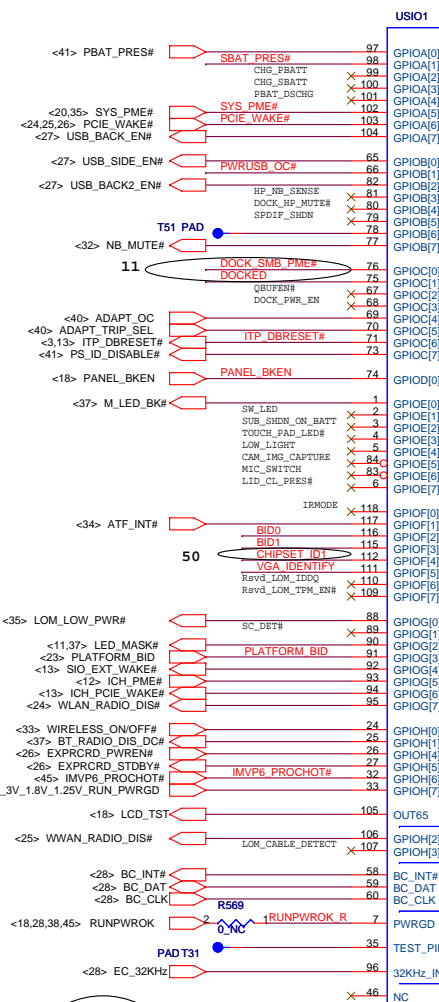 USIO1
<41> PBAT_PRES# 97 GPIOA[0]
SBAT_PRES# 98 GPIOA[1]
CHG_PBATT 99 GPIOA[2]
CHG_SBATT 100 GPIOA[3]
PBAT_DSCHG 101 GPIOA[4]
<20,35> SYS_PME# SYS_PME# 102 GPIOA[5]
<24,25,26> PCIE_WAKE# PCIE_WAKE# 103 GPIOA[6]
<27> USB_BACK_EN# 104 GPIOA[7]
<27> USB_SIDE_EN# 65 GPIOB[0]
PWRUSB_OC# 66 GPIOB[1]
<27> USB_BACK2_EN# 82 GPIOB[2]
HP_NB_SENSE 81 GPIOB[3]
DOCK_HP_MUTE# 80 GPIOB[4]
SPDIF_SHDN 79 GPIOB[5]
T51 PAD 78 GPIOB[6]
<32> NB_MUTE# 77 GPIOB[7]
11 DOCK_SMB_PME# 76 GPIOC[0]
DOCKED 75 GPIOC[1]
QBUFEN# 67 GPIOC[2]
DOCK_PWR_EN 68 GPIOC[3]
<40> ADAPT_OC 69 GPIOC[4]
<40> ADAPT_TRIP_SEL 70 GPIOC[5]
<3,13> ITP_DBRESET# ITP_DBRESET# 71 GPIOC[6]
<41> PS_ID_DISABLE# 73 GPIOC[7]
<18> PANEL_BKEN PANEL_BKEN 74 GPIOD[0]
<37> M_LED_BK# 1 GPIOE[0]
SW_LED 2 GPIOE[1]
SUB_SHDN_ON_BATT 3 GPIOE[2]
TOUCH_PAD_LED# 4 GPIOE[3]
LOW_LIGHT 5 GPIOE[4]
CAM_IMG_CAPTURE 84 GPIOE[5]
MIC_SWITCH 83 GPIOE[6]
LID_CL_PRES# 6 GPIOE[7]
IRMODE 118 GPIOF[0]
<34> ATF_INT# 117 GPIOF[1]
BID0 116 GPIOF[2]
BID1 115 GPIOF[3]
50 CHIPSET_ID1 112 GPIOF[4]
VGA_IDENTIFY 111 GPIOF[5]
Rsvd_LOM_IDDQ 110 GPIOF[6]
Rsvd_LOM_TPM_EN# 109 GPIOF[7]
<35> LOM_LOW_PWR# 88 GPIOG[0]
SC_DET# 89 GPIOG[1]
<11,37> LED_MASK# 90 GPIOG[2]
<23> PLATFORM_BID PLATFORM_BID 91 GPIOG[3]
<13> SIO_EXT_WAKE# 92 GPIOG[4]
<12> ICH_PME# 93 GPIOG[5]
<13> ICH_PCIE_WAKE# 94 GPIOG[6]
<24> WLAN_RADIO_DIS# 95 GPIOG[7]
<33> WIRELESS_ON/OFF# 24 GPIOH[0]
<37> BT_RADIO_DIS_DC# 25 GPIOH[1]
<26> EXPRCRD_PWREN# 26 GPIOH[4]
<26> EXPRCRD_STDBY# 27 GPIOH[5]
<45> IMVP6_PROCHOT# IMVP6_PROCHOT# 32 GPIOH[6]
_3V_1.8V_1.25V_RUN_PWRGD 33 GPIOH[7]
<18> LCD_TST 105 OUT65
<25> WWAN_RADIO_DIS# 106 GPIOH[2]
LOM_CABLE_DETECT 107 GPIOH[3]
<28> BC_INT# 58 BC_INT#
<28> BC_DAT 59 BC_DAT
<28> BC_CLK 60 BC_CLK
R569
<18,28,38,45> RUNPWROK 2 1 RUNPWROK_R 7 PWRGD
0_NC
PAD T31 35 TEST_PI
<28> EC_32KHz 96 32KHz_IN
46 NC